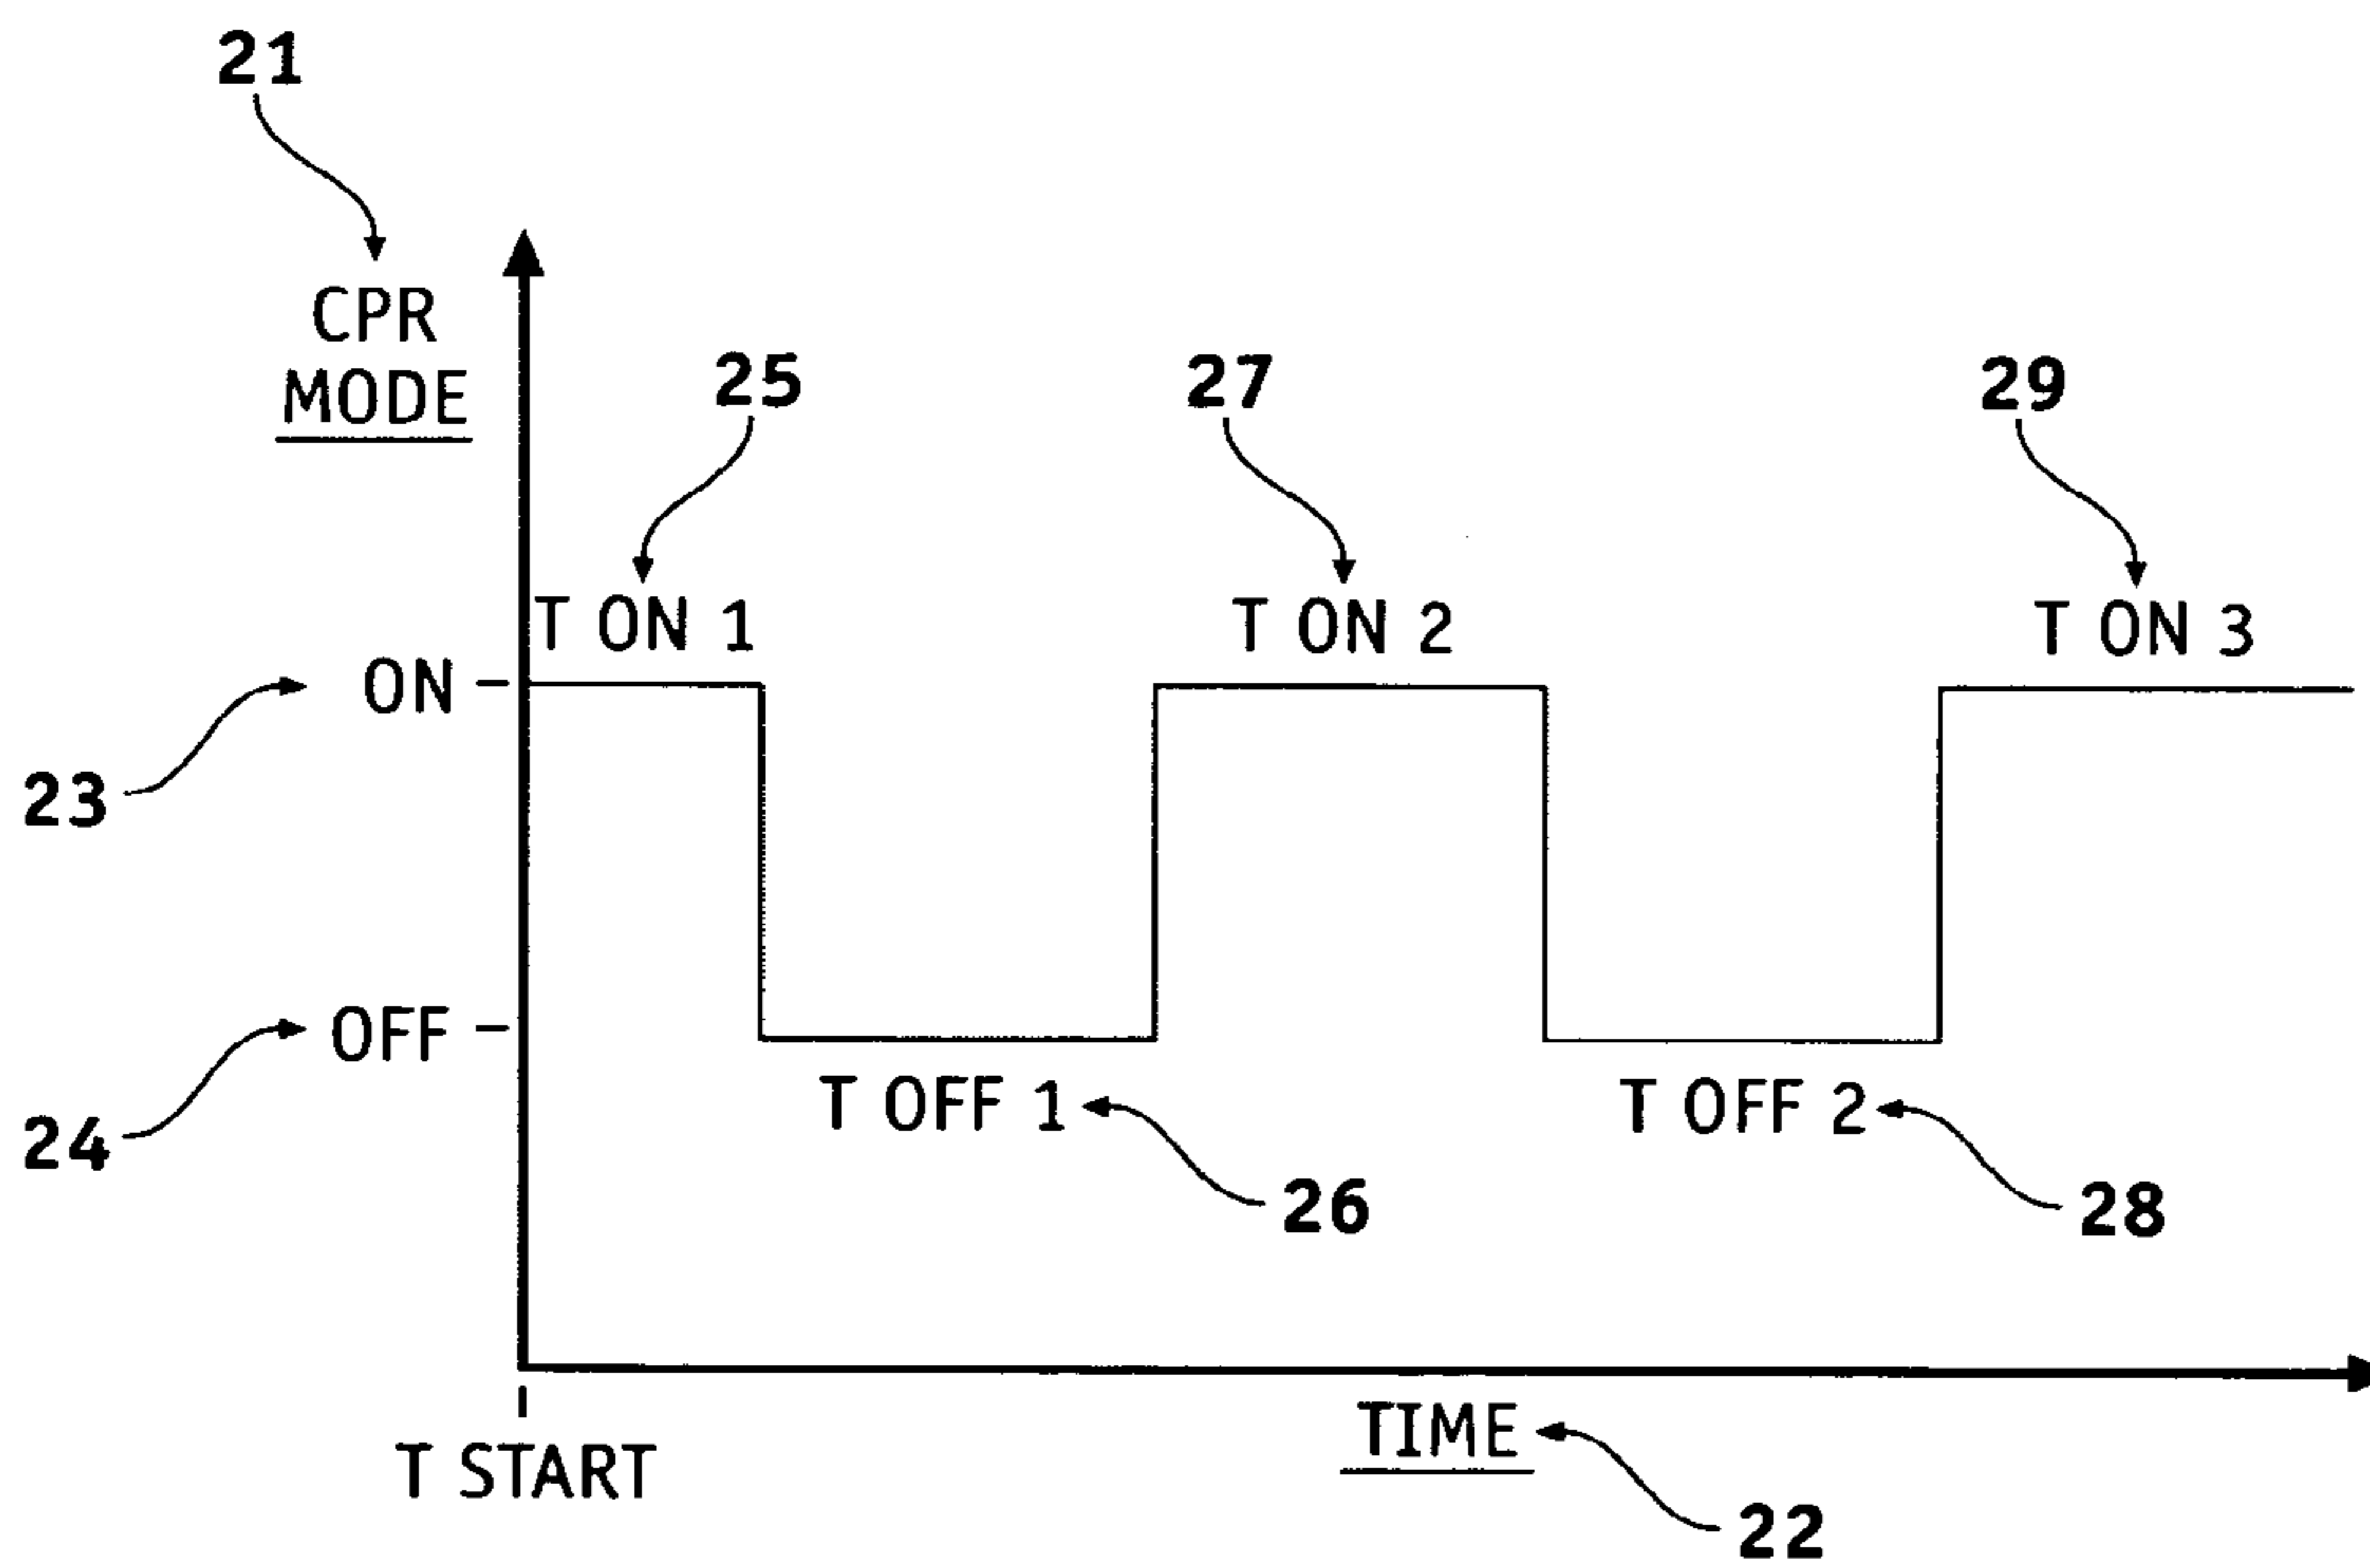 21
CPR
MODE
25
27
29
T ON 1
T ON 2
T ON 3
ON
23
OFF
24
T OFF 1
T OFF 2
26
28
TIME
T START
22